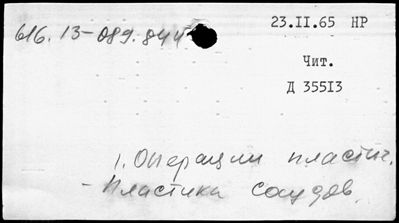 616.13-089.844
23.II.65 НР
Чит.
Д 35513
1. Операции пластич.
- Пластика сосудов.